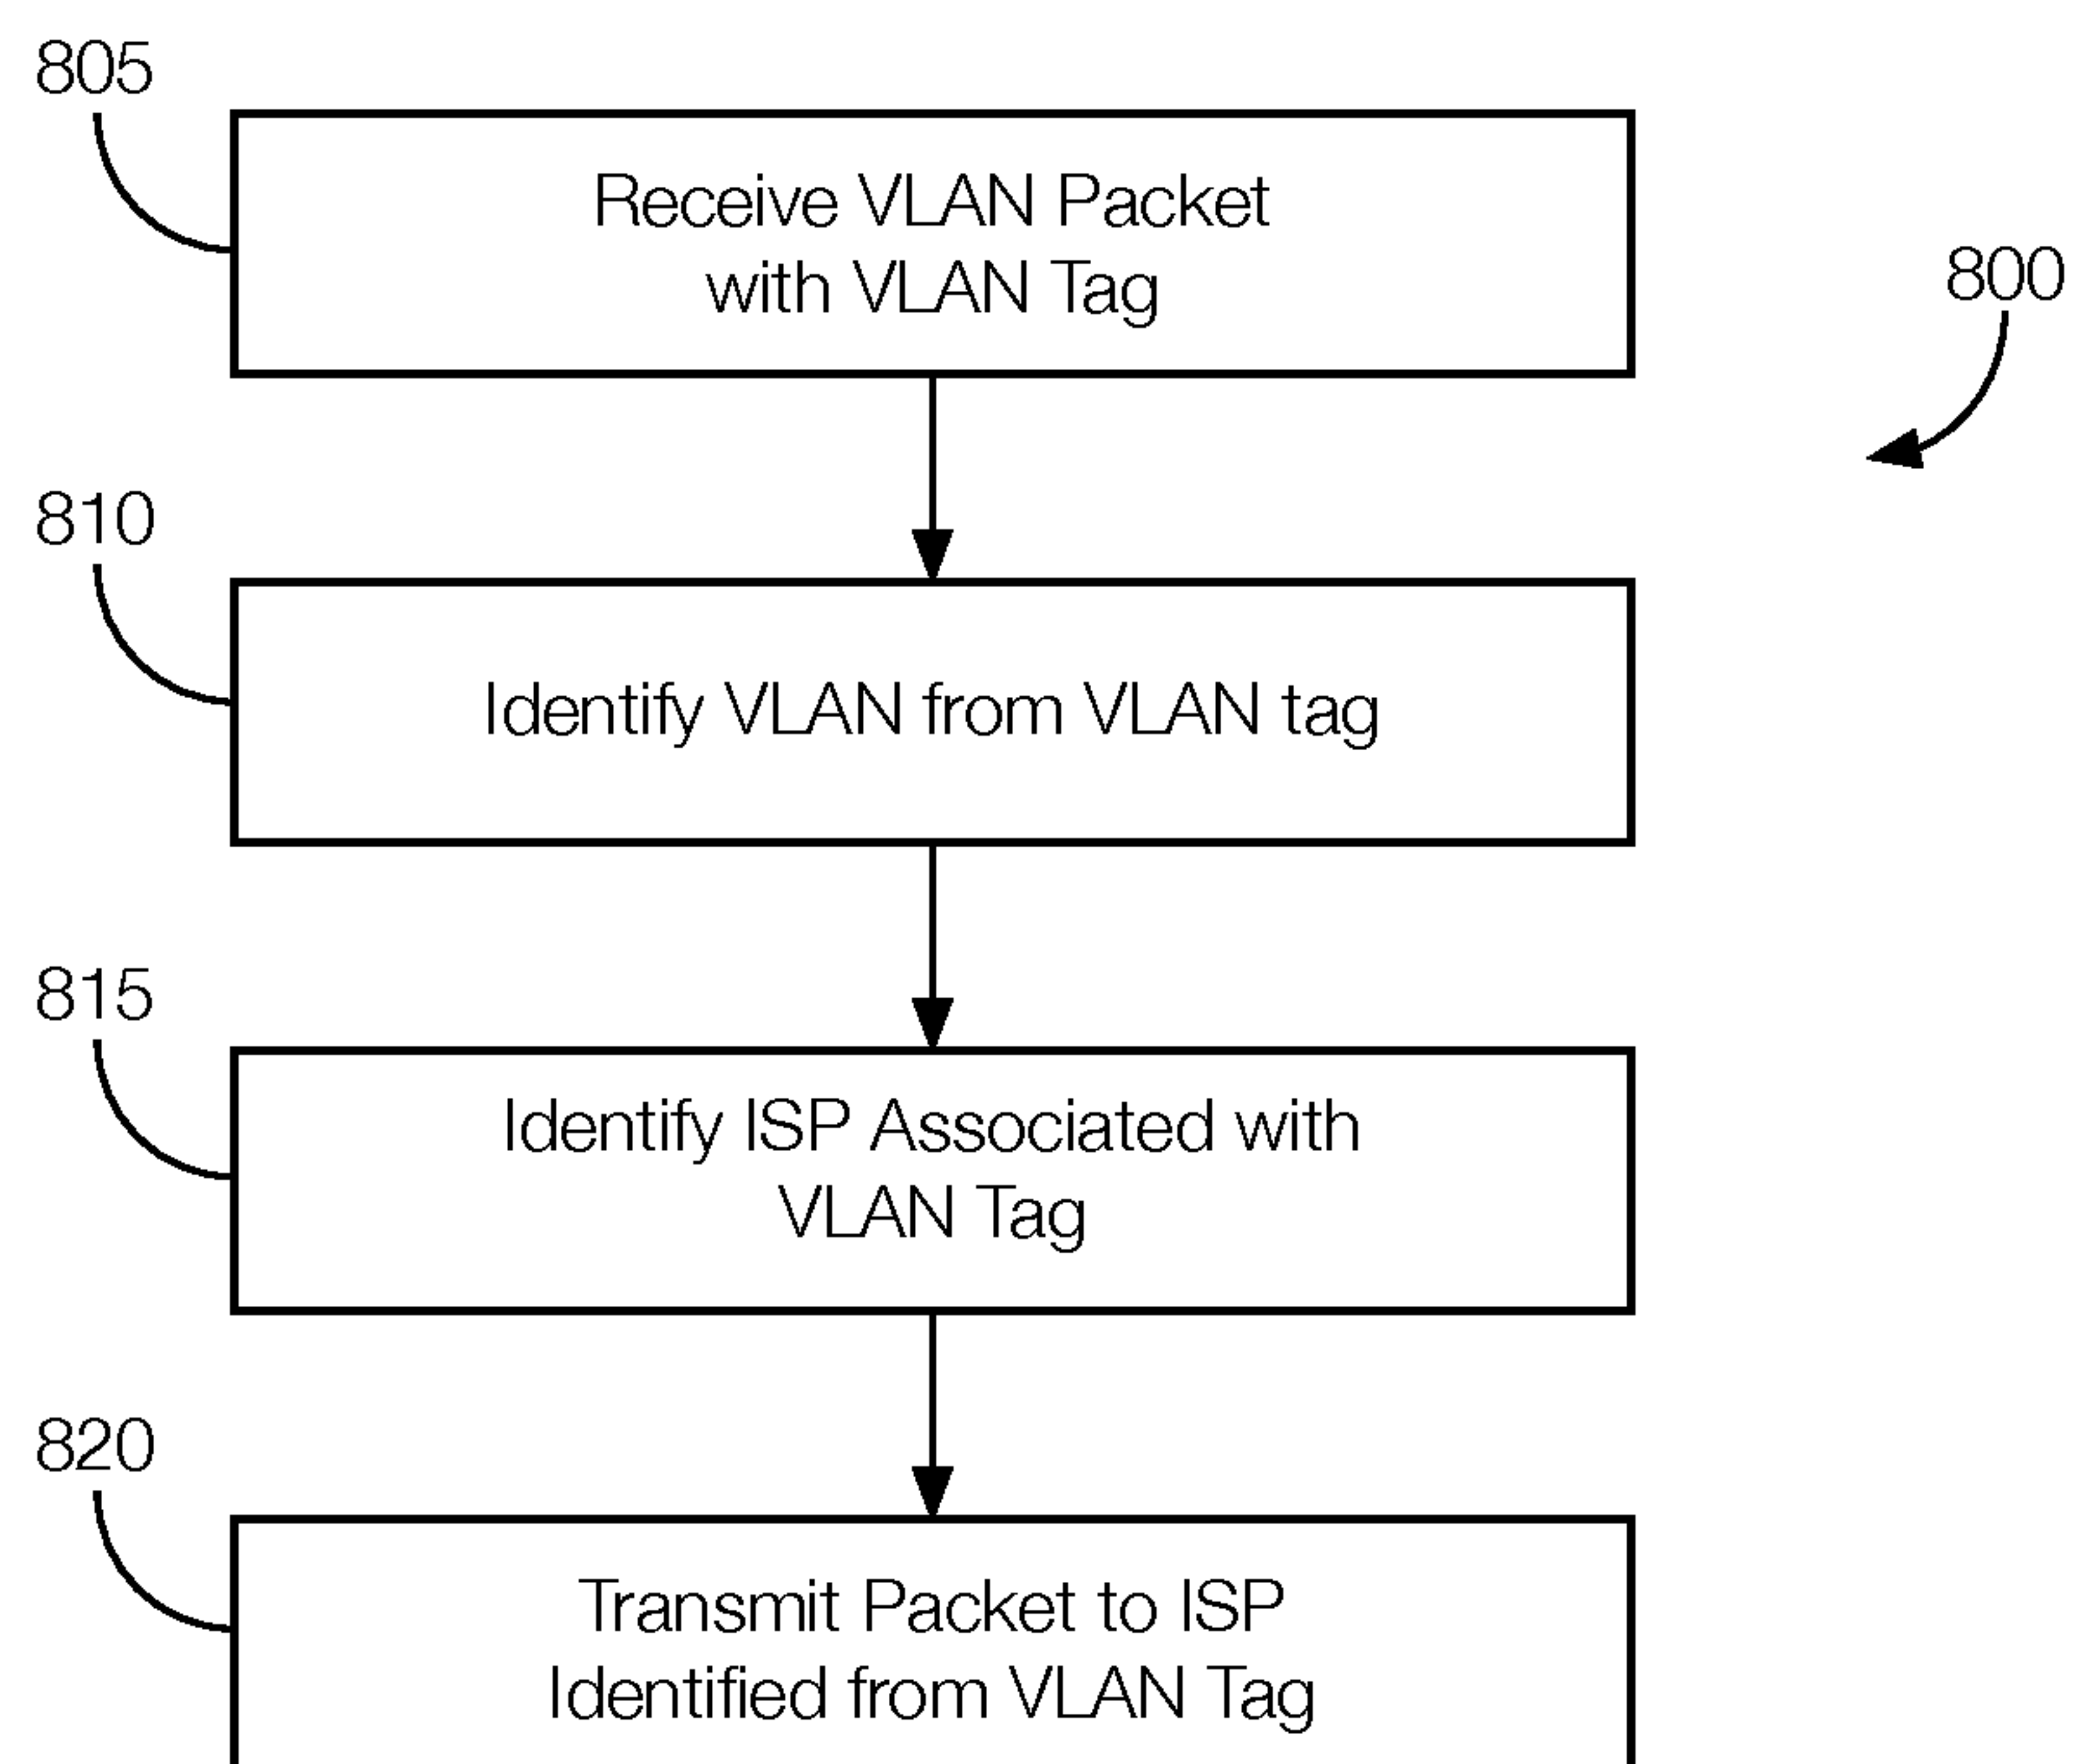 805
Receive VLAN Packet
with VLAN Tag
800
810
Identify VLAN from VLAN tag
815
Identify ISP Associated with
VLAN Tag
820
Transmit Packet to ISP
Identified from VLAN Tag